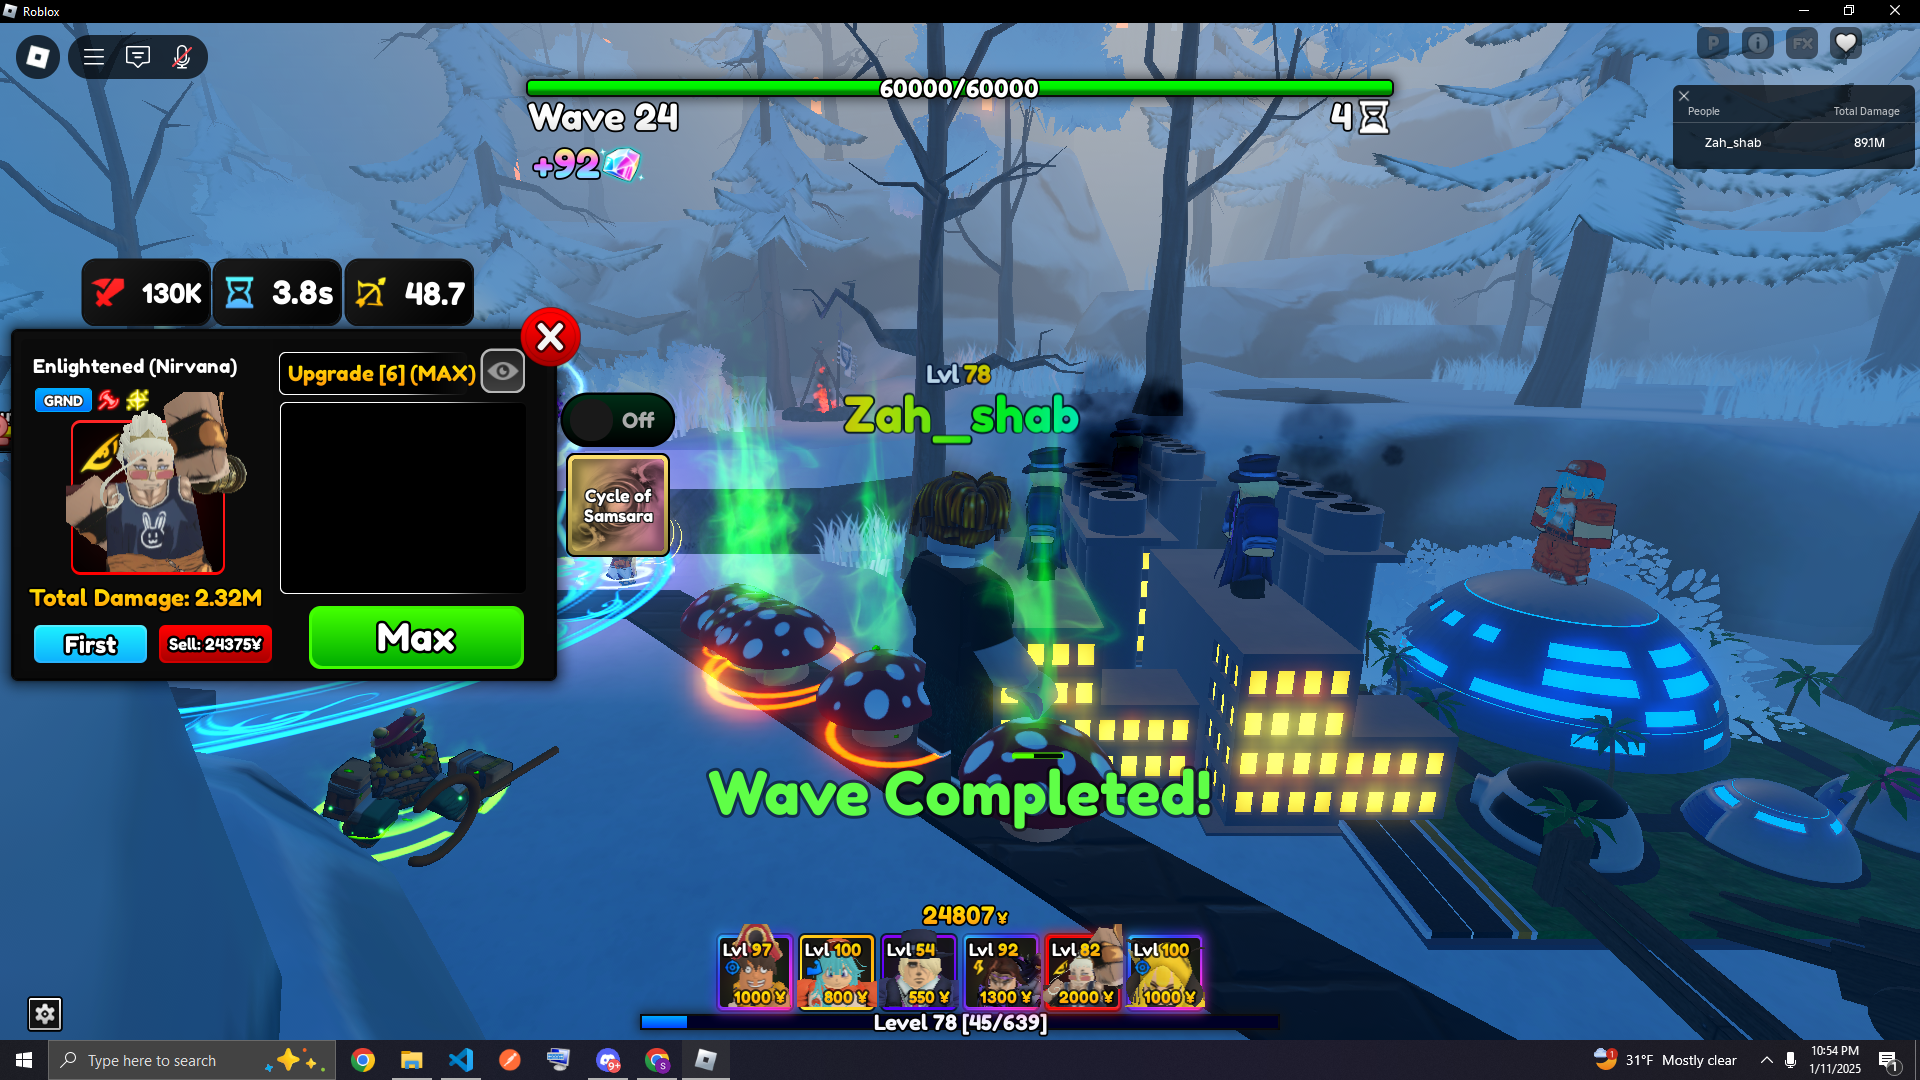 Roblox
60000/60000
Wave 24
4
+92
P
FX
People Total Damage
Zah_shab 89.1M
130K
3.8s
48.7
Enlightened (Nirvana)
GRND
Upgrade [6] (MAX)
Off
Cycle of
Samsara
Total Damage: 2.32M
First
Sell: 24375¥
Max
Lvl 78
Zah_shab
Wave Completed!
24807¥
Lvl 97
1000 ¥
Lvl 100
800 ¥
Lvl 54
550 ¥
Lvl 92
1300 ¥
Lvl 82
2000 ¥
Lvl 100
1000 ¥
Level 78 [45/639]
Type here to search
9+
S
1
31°F Mostly clear
10:54 PM
1/11/2025
1